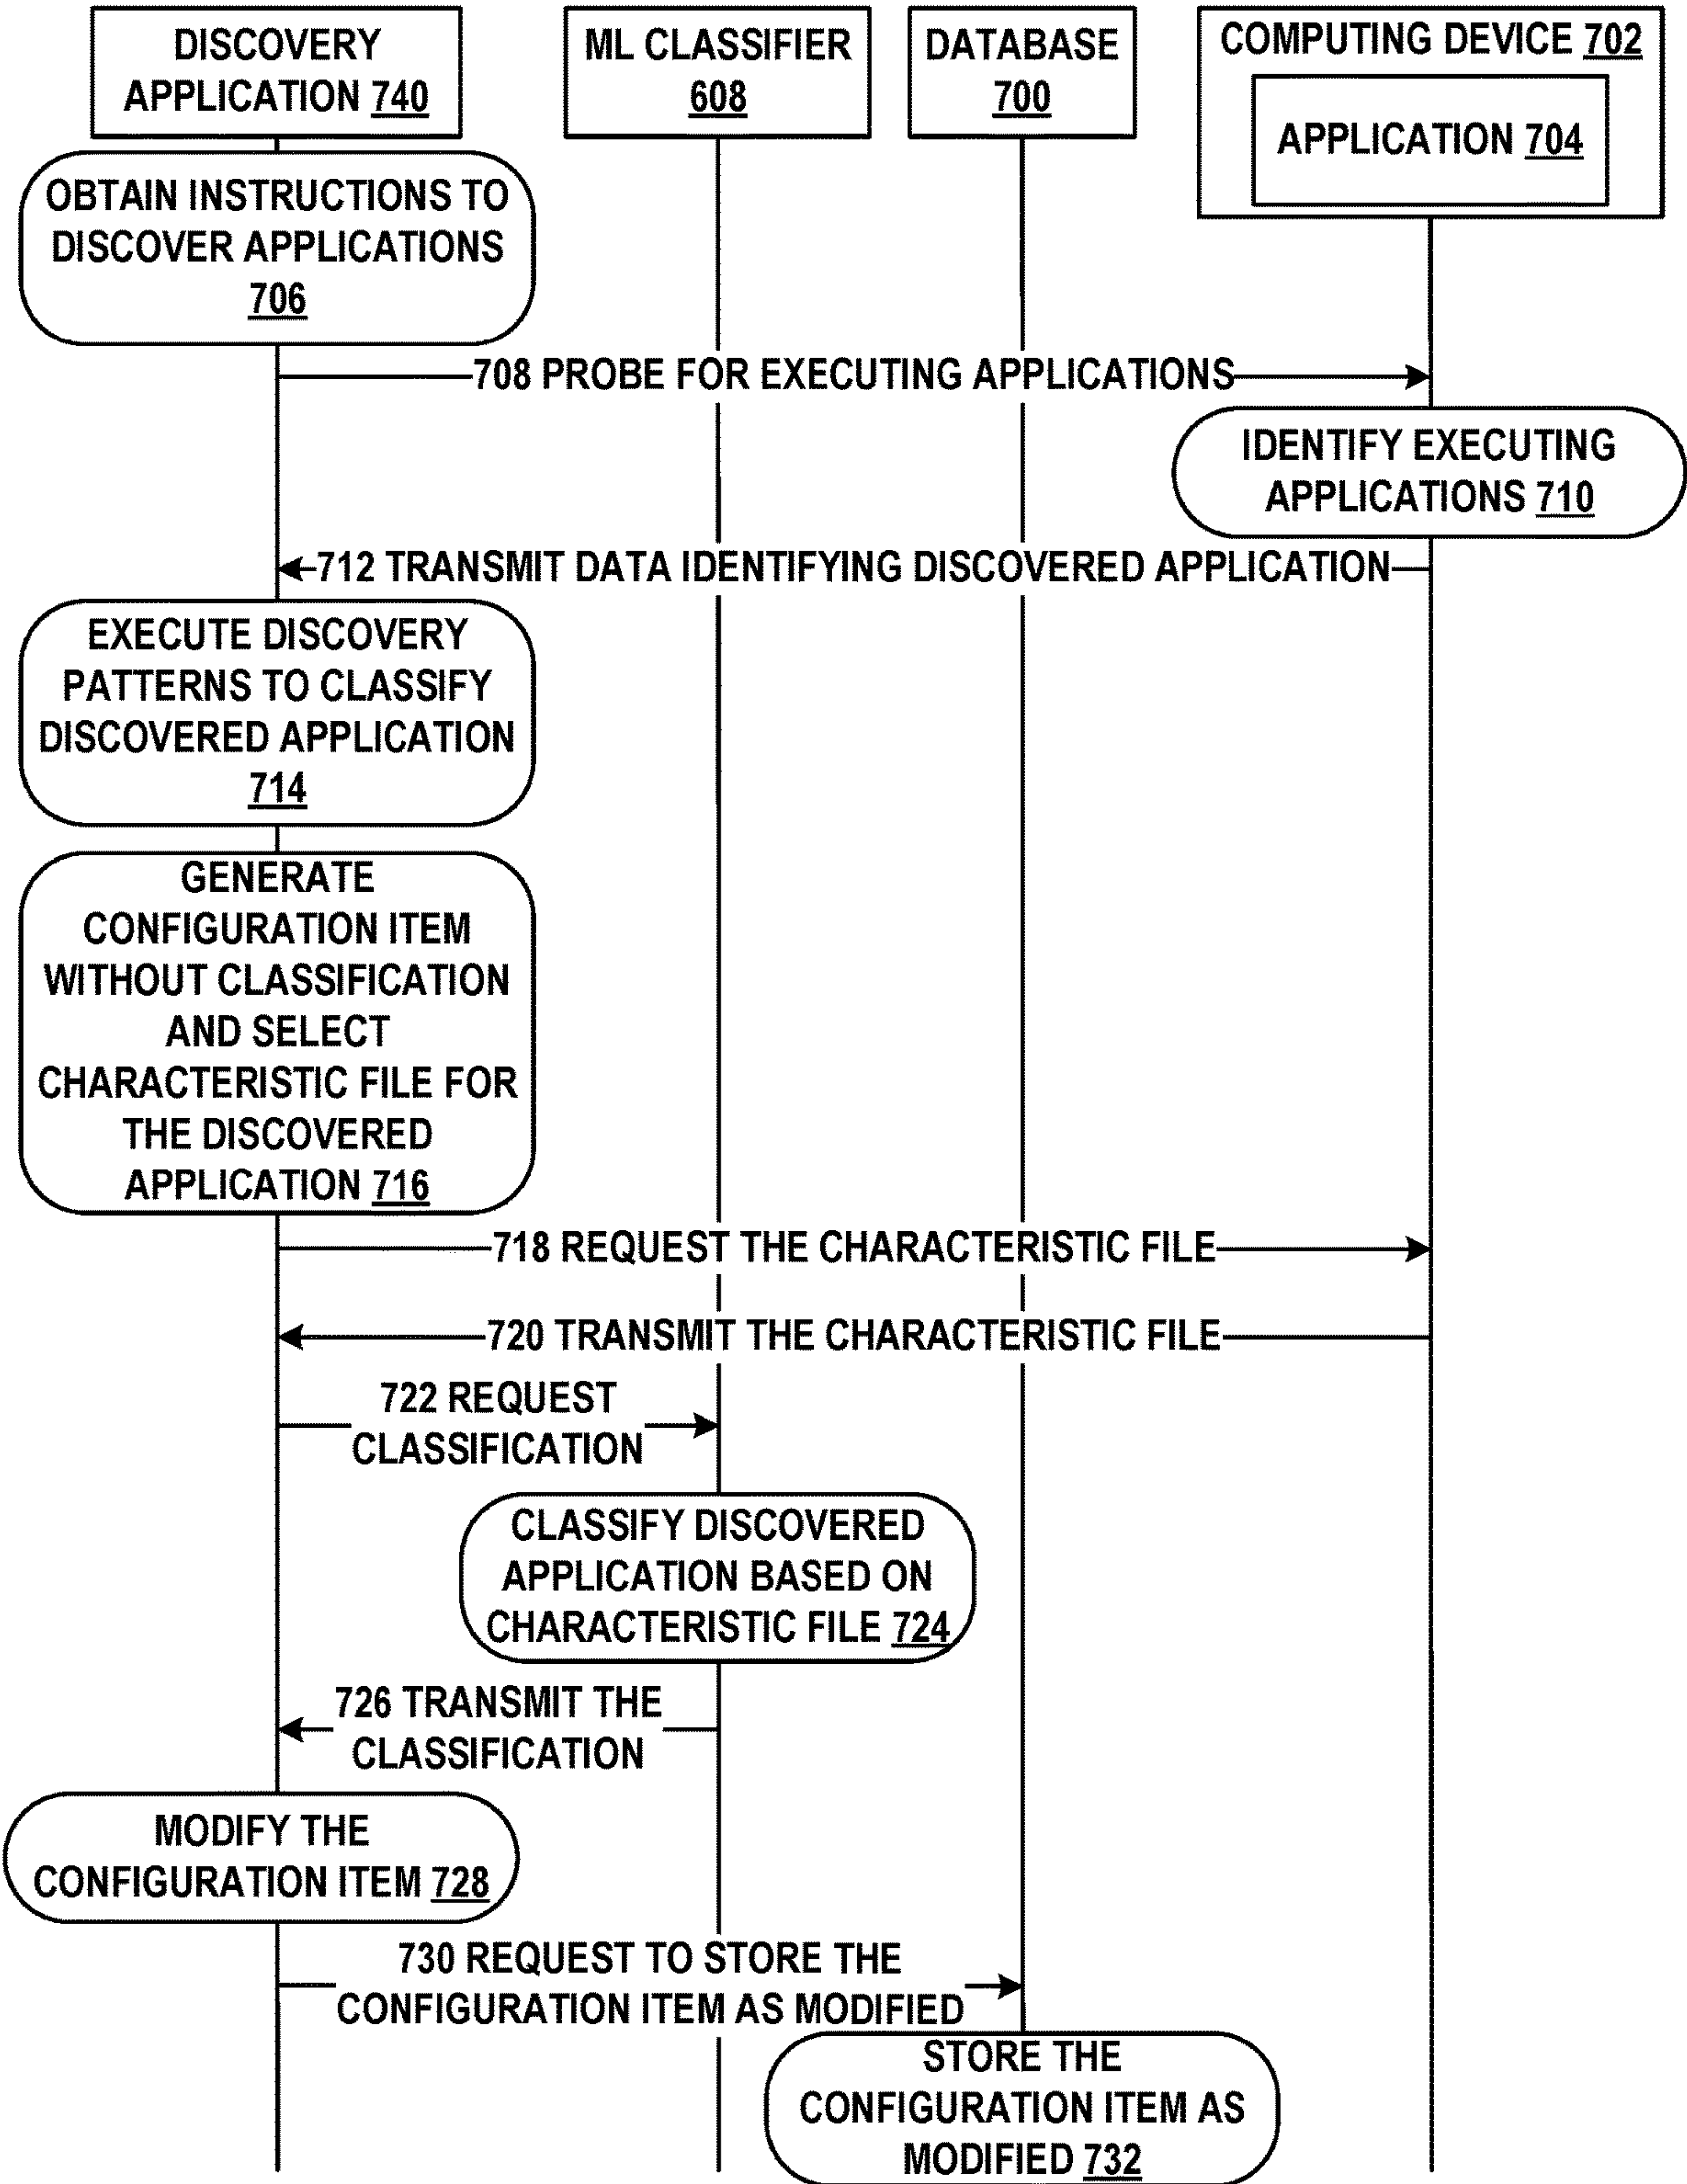 DISCOVERY
APPLICATION 740
ML CLASSIFIER
608
DATABASE
700
COMPUTING DEVICE 702
APPLICATION 704
OBTAIN INSTRUCTIONS TO
DISCOVER APPLICATIONS
706
708 PROBE FOR EXECUTING APPLICATIONS
IDENTIFY EXECUTING
APPLICATIONS 710
712 TRANSMIT DATA IDENTIFYING DISCOVERED APPLICATION
EXECUTE DISCOVERY
PATTERNS TO CLASSIFY
DISCOVERED APPLICATION
714
GENERATE
CONFIGURATION ITEM
WITHOUT CLASSIFICATION
AND SELECT
CHARACTERISTIC FILE FOR
THE DISCOVERED
APPLICATION 716
718 REQUEST THE CHARACTERISTIC FILE
720 TRANSMIT THE CHARACTERISTIC FILE
722 REQUEST
CLASSIFICATION
CLASSIFY DISCOVERED
APPLICATION BASED ON
CHARACTERISTIC FILE 724
726 TRANSMIT THE
CLASSIFICATION
MODIFY THE
CONFIGURATION ITEM 728
730 REQUEST TO STORE THE
CONFIGURATION ITEM AS MODIFIED
STORE THE
CONFIGURATION ITEM AS
MODIFIED 732